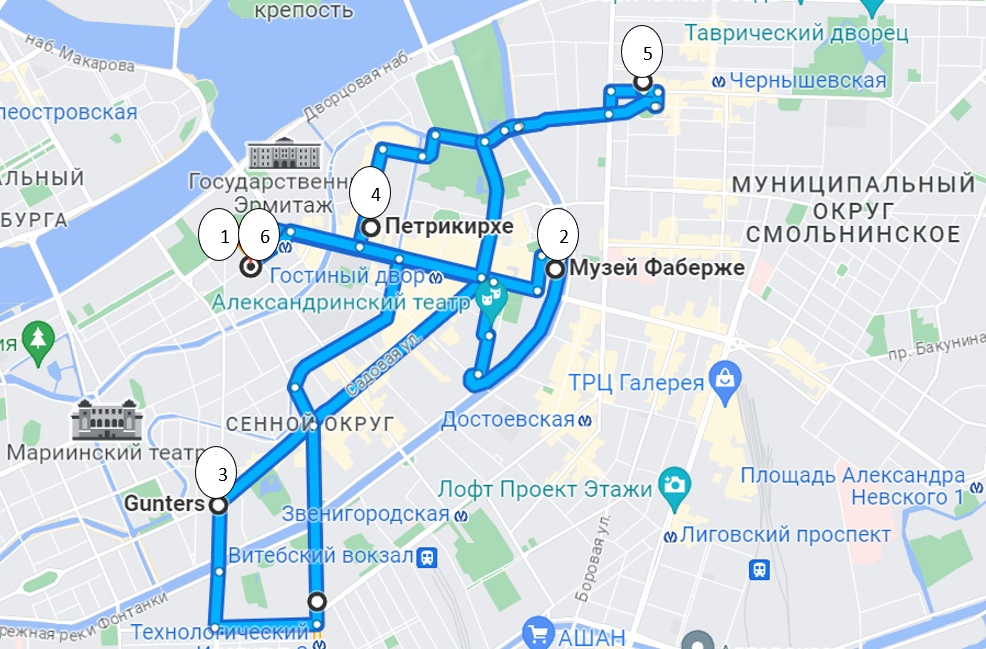 крепость
наб. Макарова
Дворцовая наб.
Таврический дворец
5
Чернышевская
леостровская
АЛЬНЫЙ
БУРГА
Государственн
Эрмитаж
4
Петрикирхе
МУНИЦИПАЛЬНЫЙ
ОКРУГ
СМОЛЬНИНСКОЕ
1
6
2
Музей Фаберже
Гостиный двор
Александринский театр
ия
Садовая ул.
пр. Бакунина
ТРЦ Галерея
СЕННОЙ ОКРУГ
Достоевская
Мариинский театр
3
Gunters
Лофт Проект Этажи
Площадь Александра
Невского 1
Звенигородская
Боровая ул.
Лиговский проспект
Витебский вокзал
режная реки Фонтанки
Технологический
АШАН